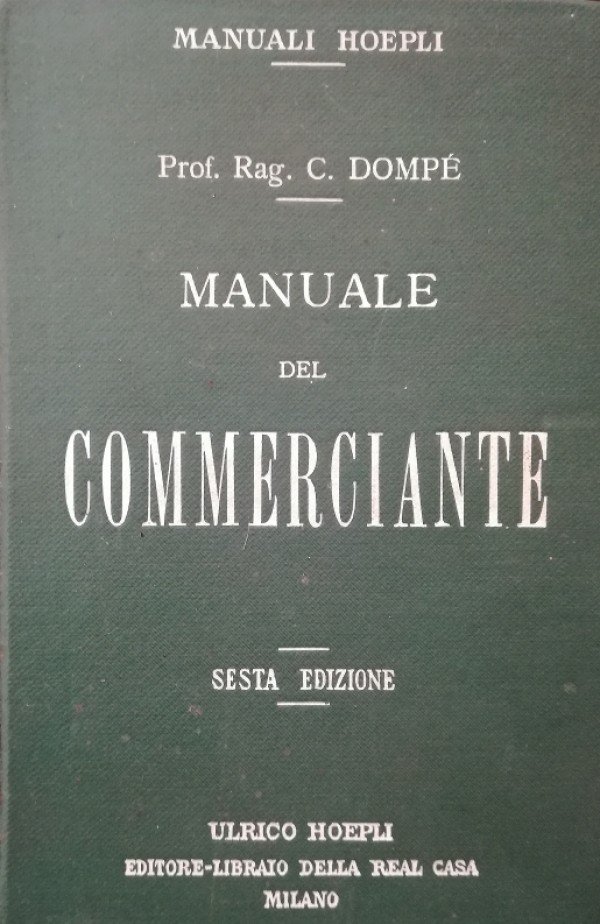 MANUALI HOEPLI
Prof. Rag. C. DOMPÉ
MANUALE
DEL
COMMERCIANTE
SESTA EDIZIONE
ULRICO HOEPLI
EDITORE-LIBRAIO DELLA REAL CASA
MILANO